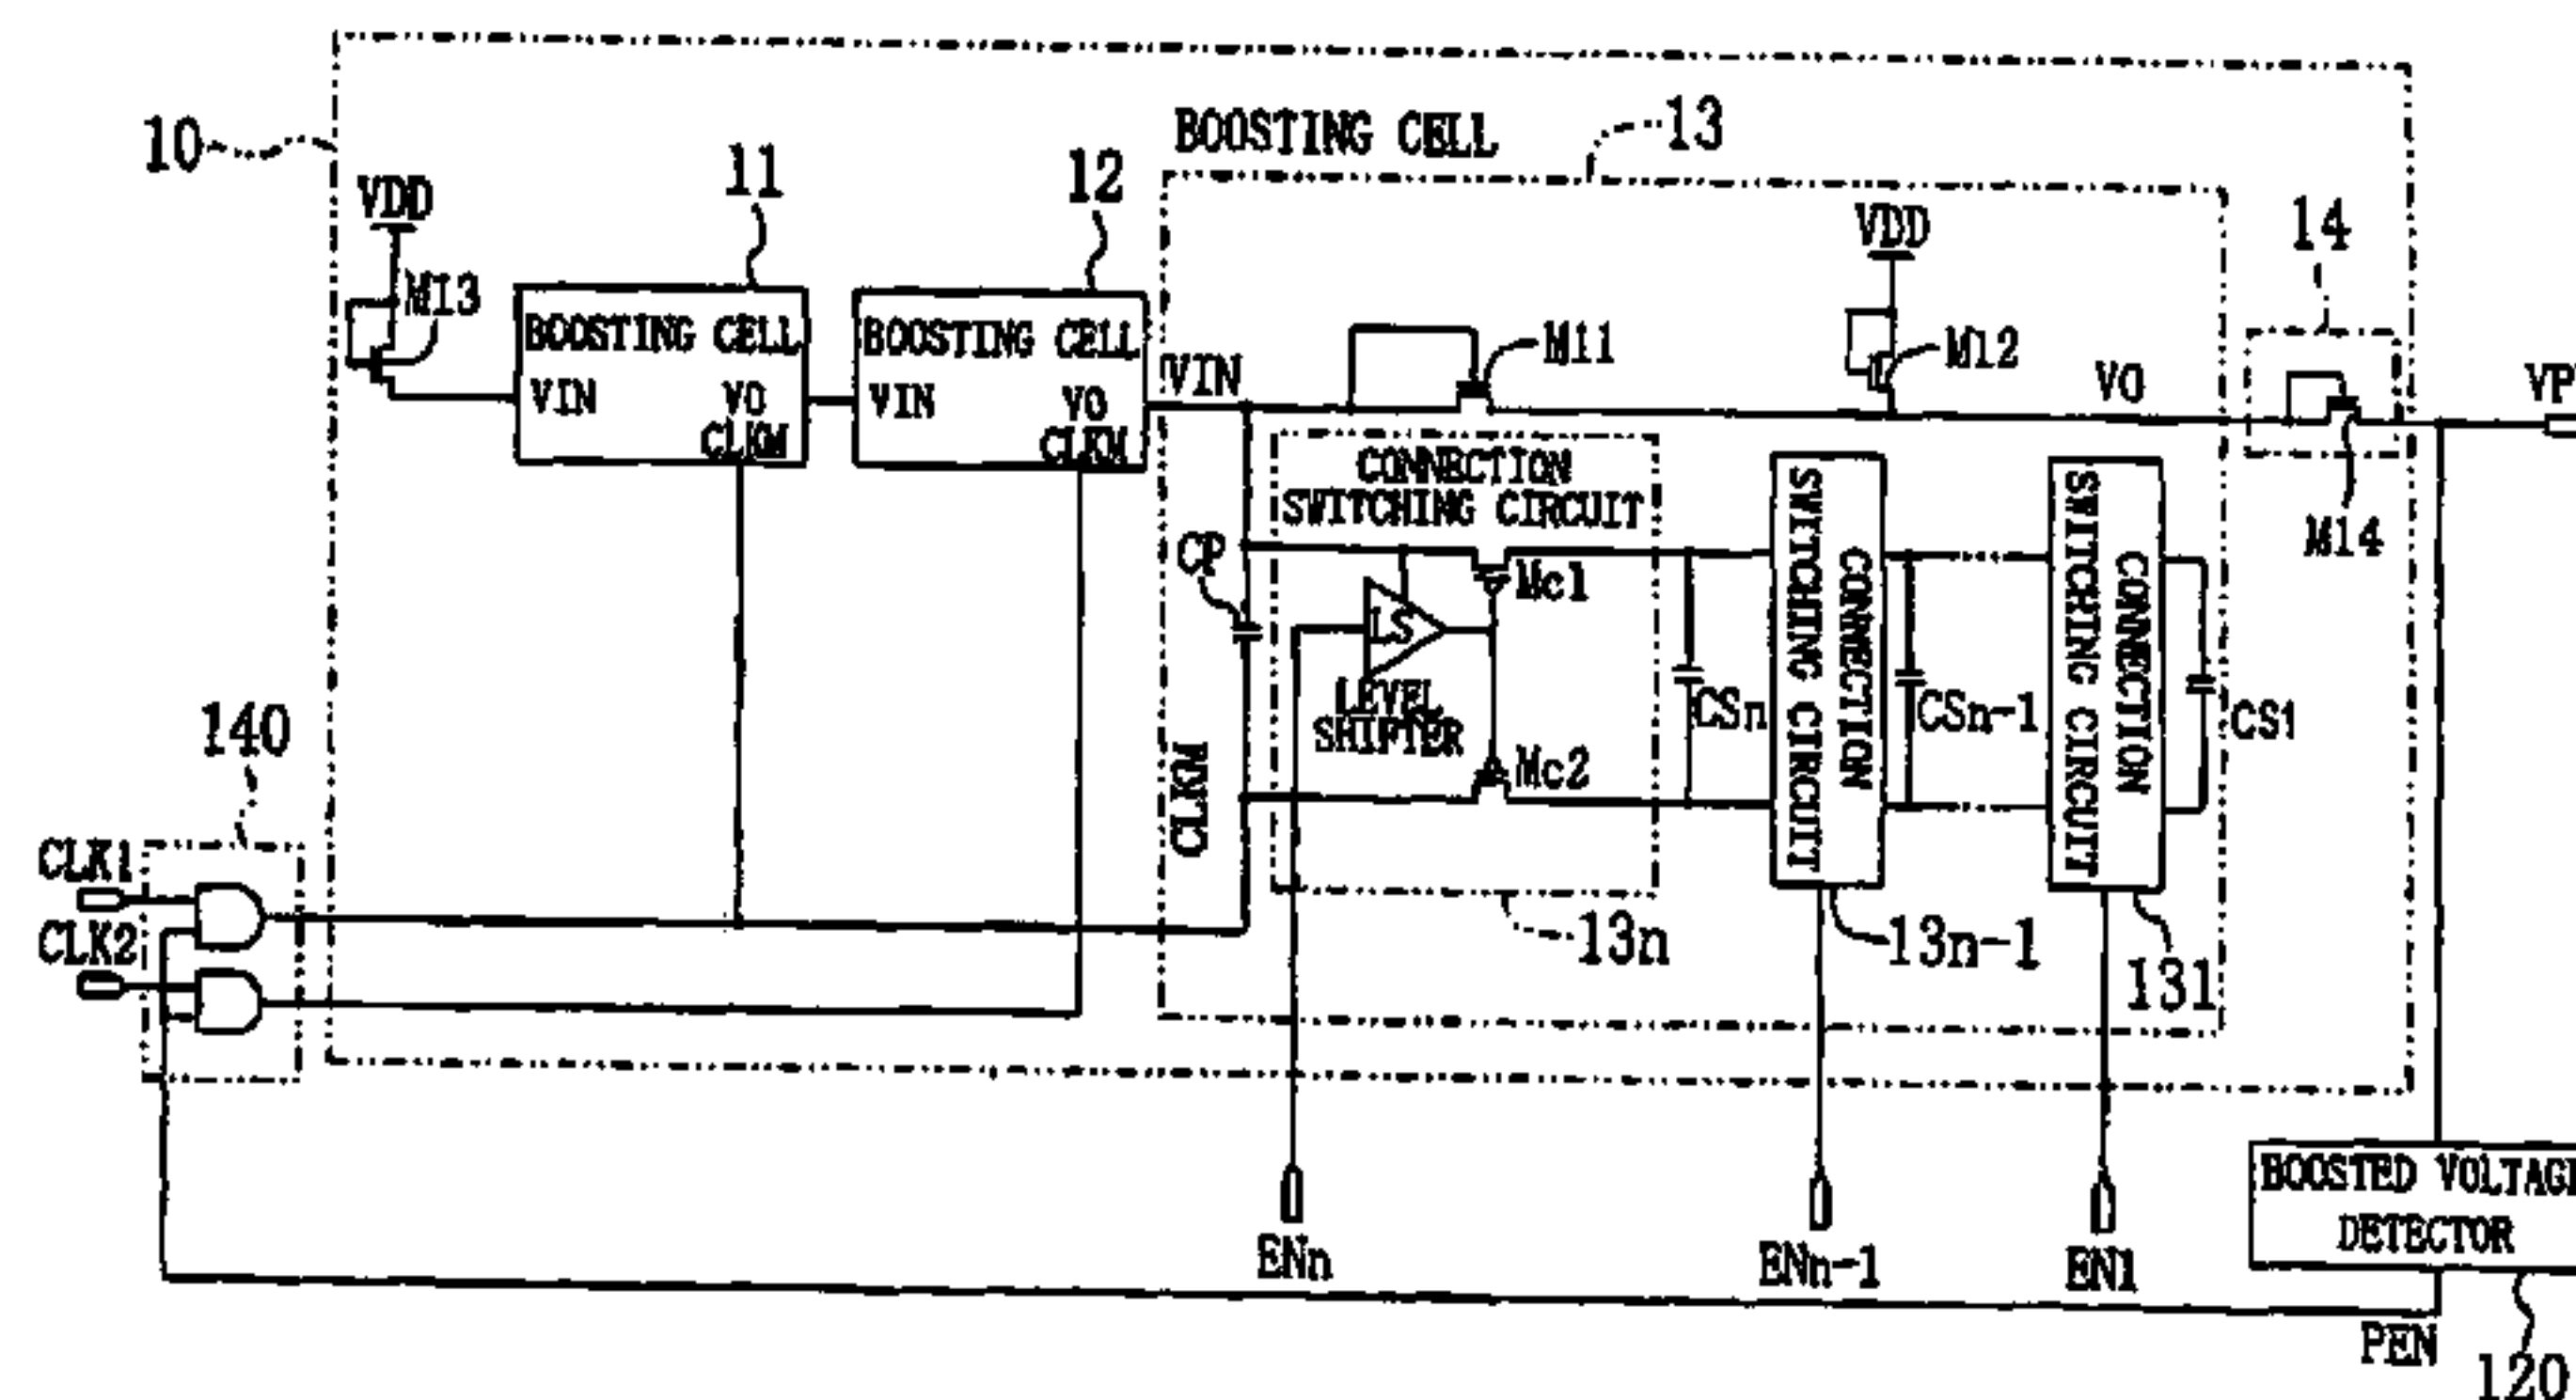 BOOSTING CELL
13
10
VDD
11
12
14
VDD
MI3
BOOSTING CELL
VIN
VO
CLKM
BOOSTING CELL
VIN
VO
CLKM
VIN
M11
M12
VO
M14
CONNECTION
SWITCHING CIRCUIT
CP
Mc1
LS
LEVEL
SHIFTER
Mc2
CLKM
CSn
SWITCHING CIRCUIT
CONNECTION
CSn-1
SWITCHING CIRCUIT
CONNECTION
CS1
140
CLK1
CLK2
13n
13n-1
131
ENn
ENn-1
EN1
BOOSTED VOLTAGE
DETECTOR
PEN
120